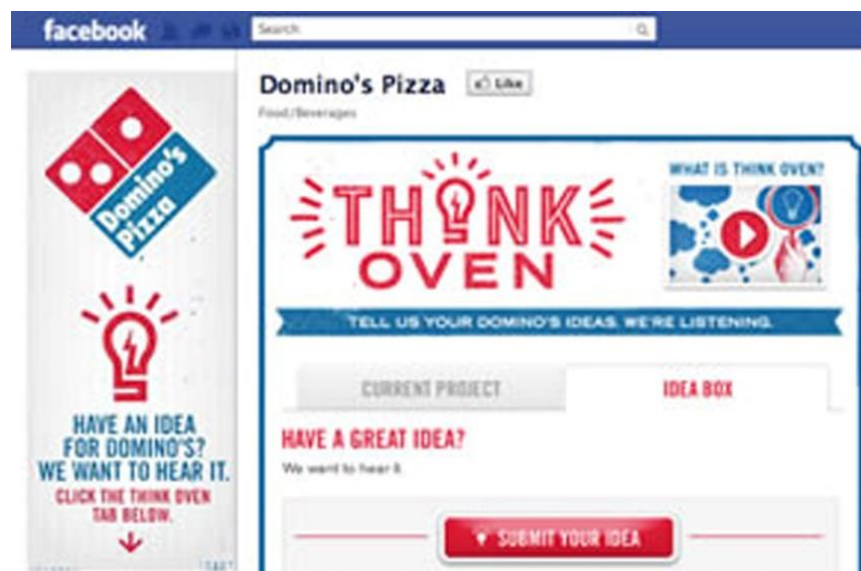 facebook
Search
Domino's Pizza
Like
Food/Beverages
Domino's
Pizza
HAVE AN IDEA
FOR DOMINO'S?
WE WANT TO HEAR IT.
CLICK THE THINK OVEN
TAB BELOW.
THINK
OVEN
WHAT IS THINK OVEN?
TELL US YOUR DOMINO'S IDEAS. WE'RE LISTENING.
CURRENT PROJECT
IDEA BOX
HAVE A GREAT IDEA?
We want to hear it
SUBMIT YOUR IDEA